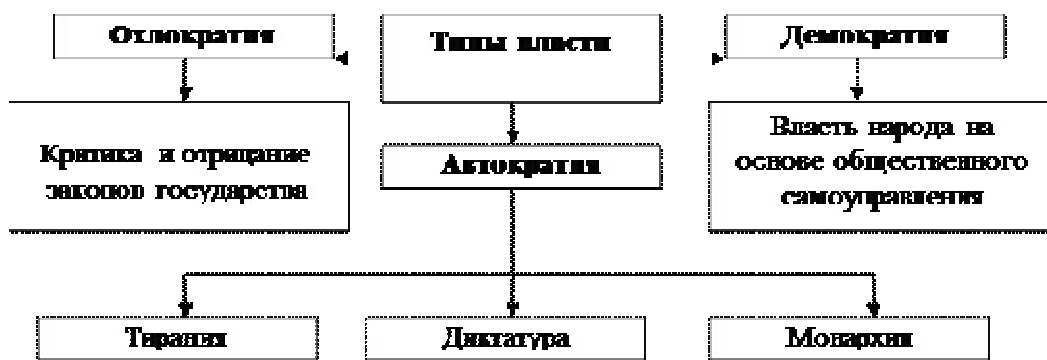 Охлократия
Типы власти
Демократия
Критика и отрицание
законов государства
Автократия
Власть народа на
основе общественного
самоуправления
Тирания
Диктатура
Монархия